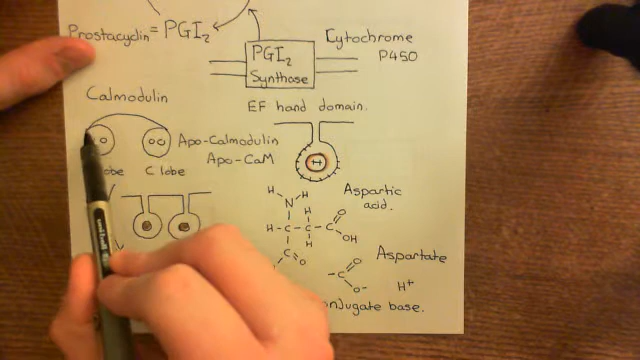 Prostacyclin = PGI2
PGI2
Synthase
Cytochrome
P450
Calmodulin
EF hand domain.
Apo-Calmodulin
Apo-CaM
C lobe
Aspartic
acid.
H H
N
H
H-C-C-C O
OH
H
C O
Aspartate
-C O
O-
H+
base.